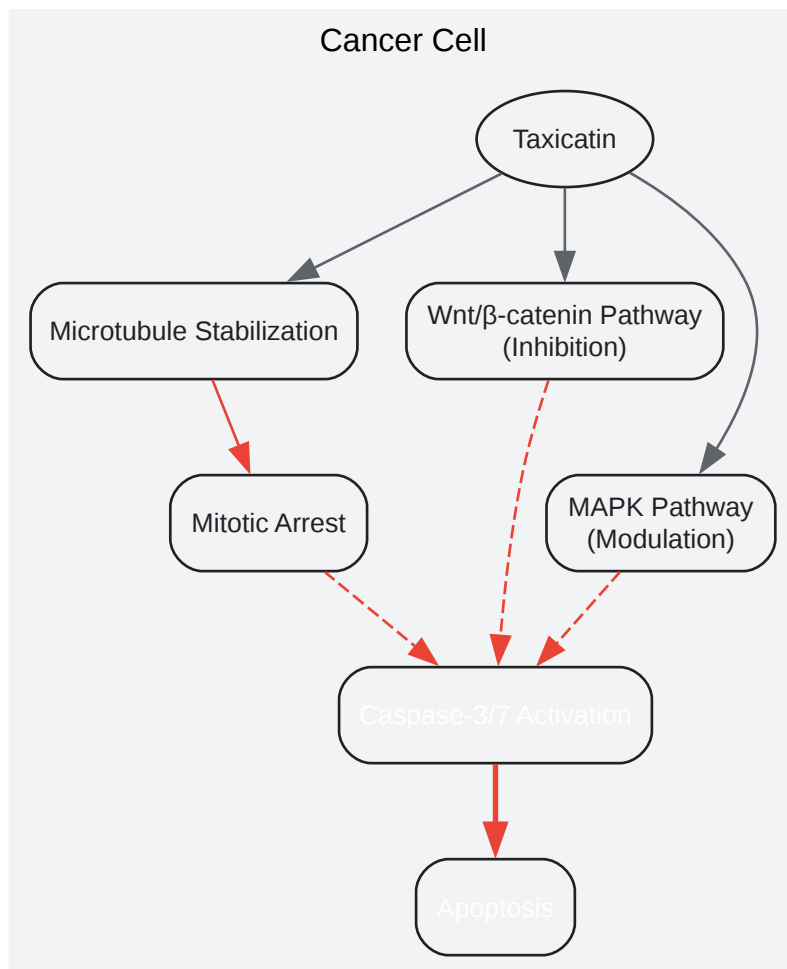 Cancer Cell
Taxicatin
Microtubule Stabilization
Wnt/β-catenin Pathway
(Inhibition)
Mitotic Arrest
MAPK Pathway
(Modulation)
Caspase-3/7 Activation
Apoptosis